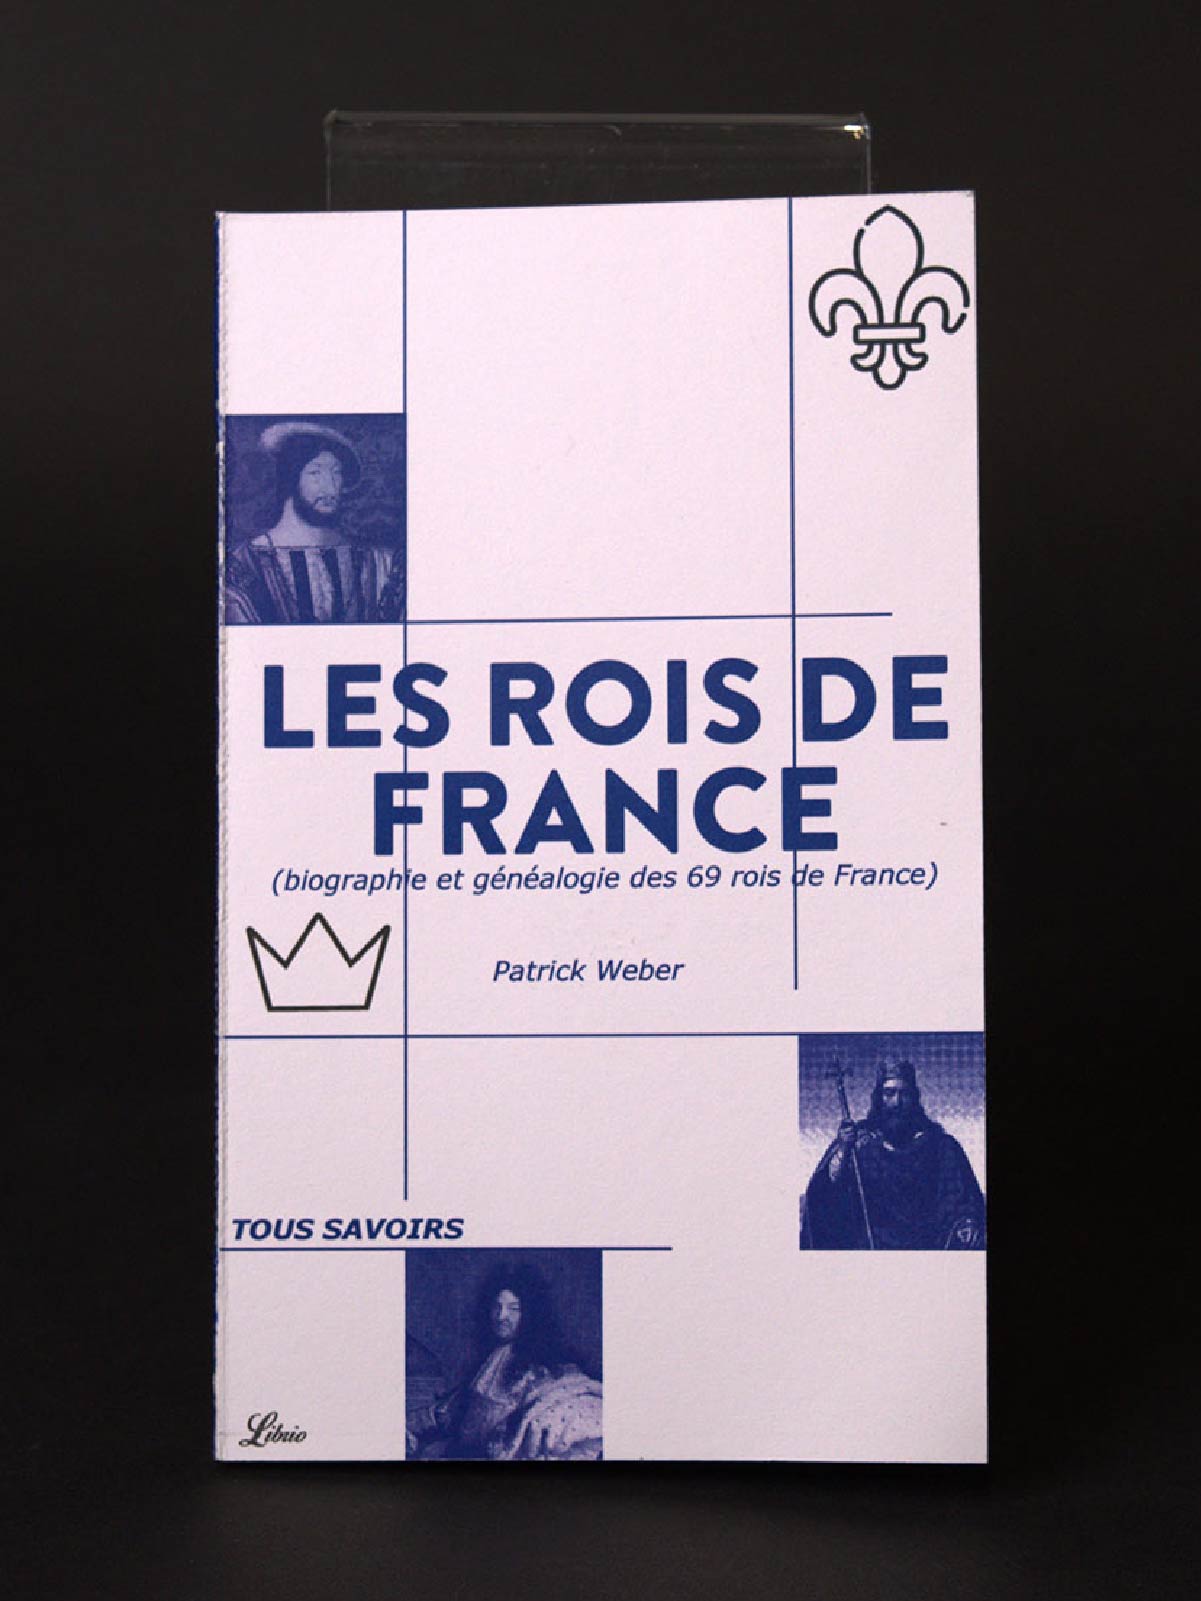 LES ROIS DE
FRANCE
(biographie et généalogie des 69 rois de France)
Patrick Weber
TOUS SAVOIRS
Librio